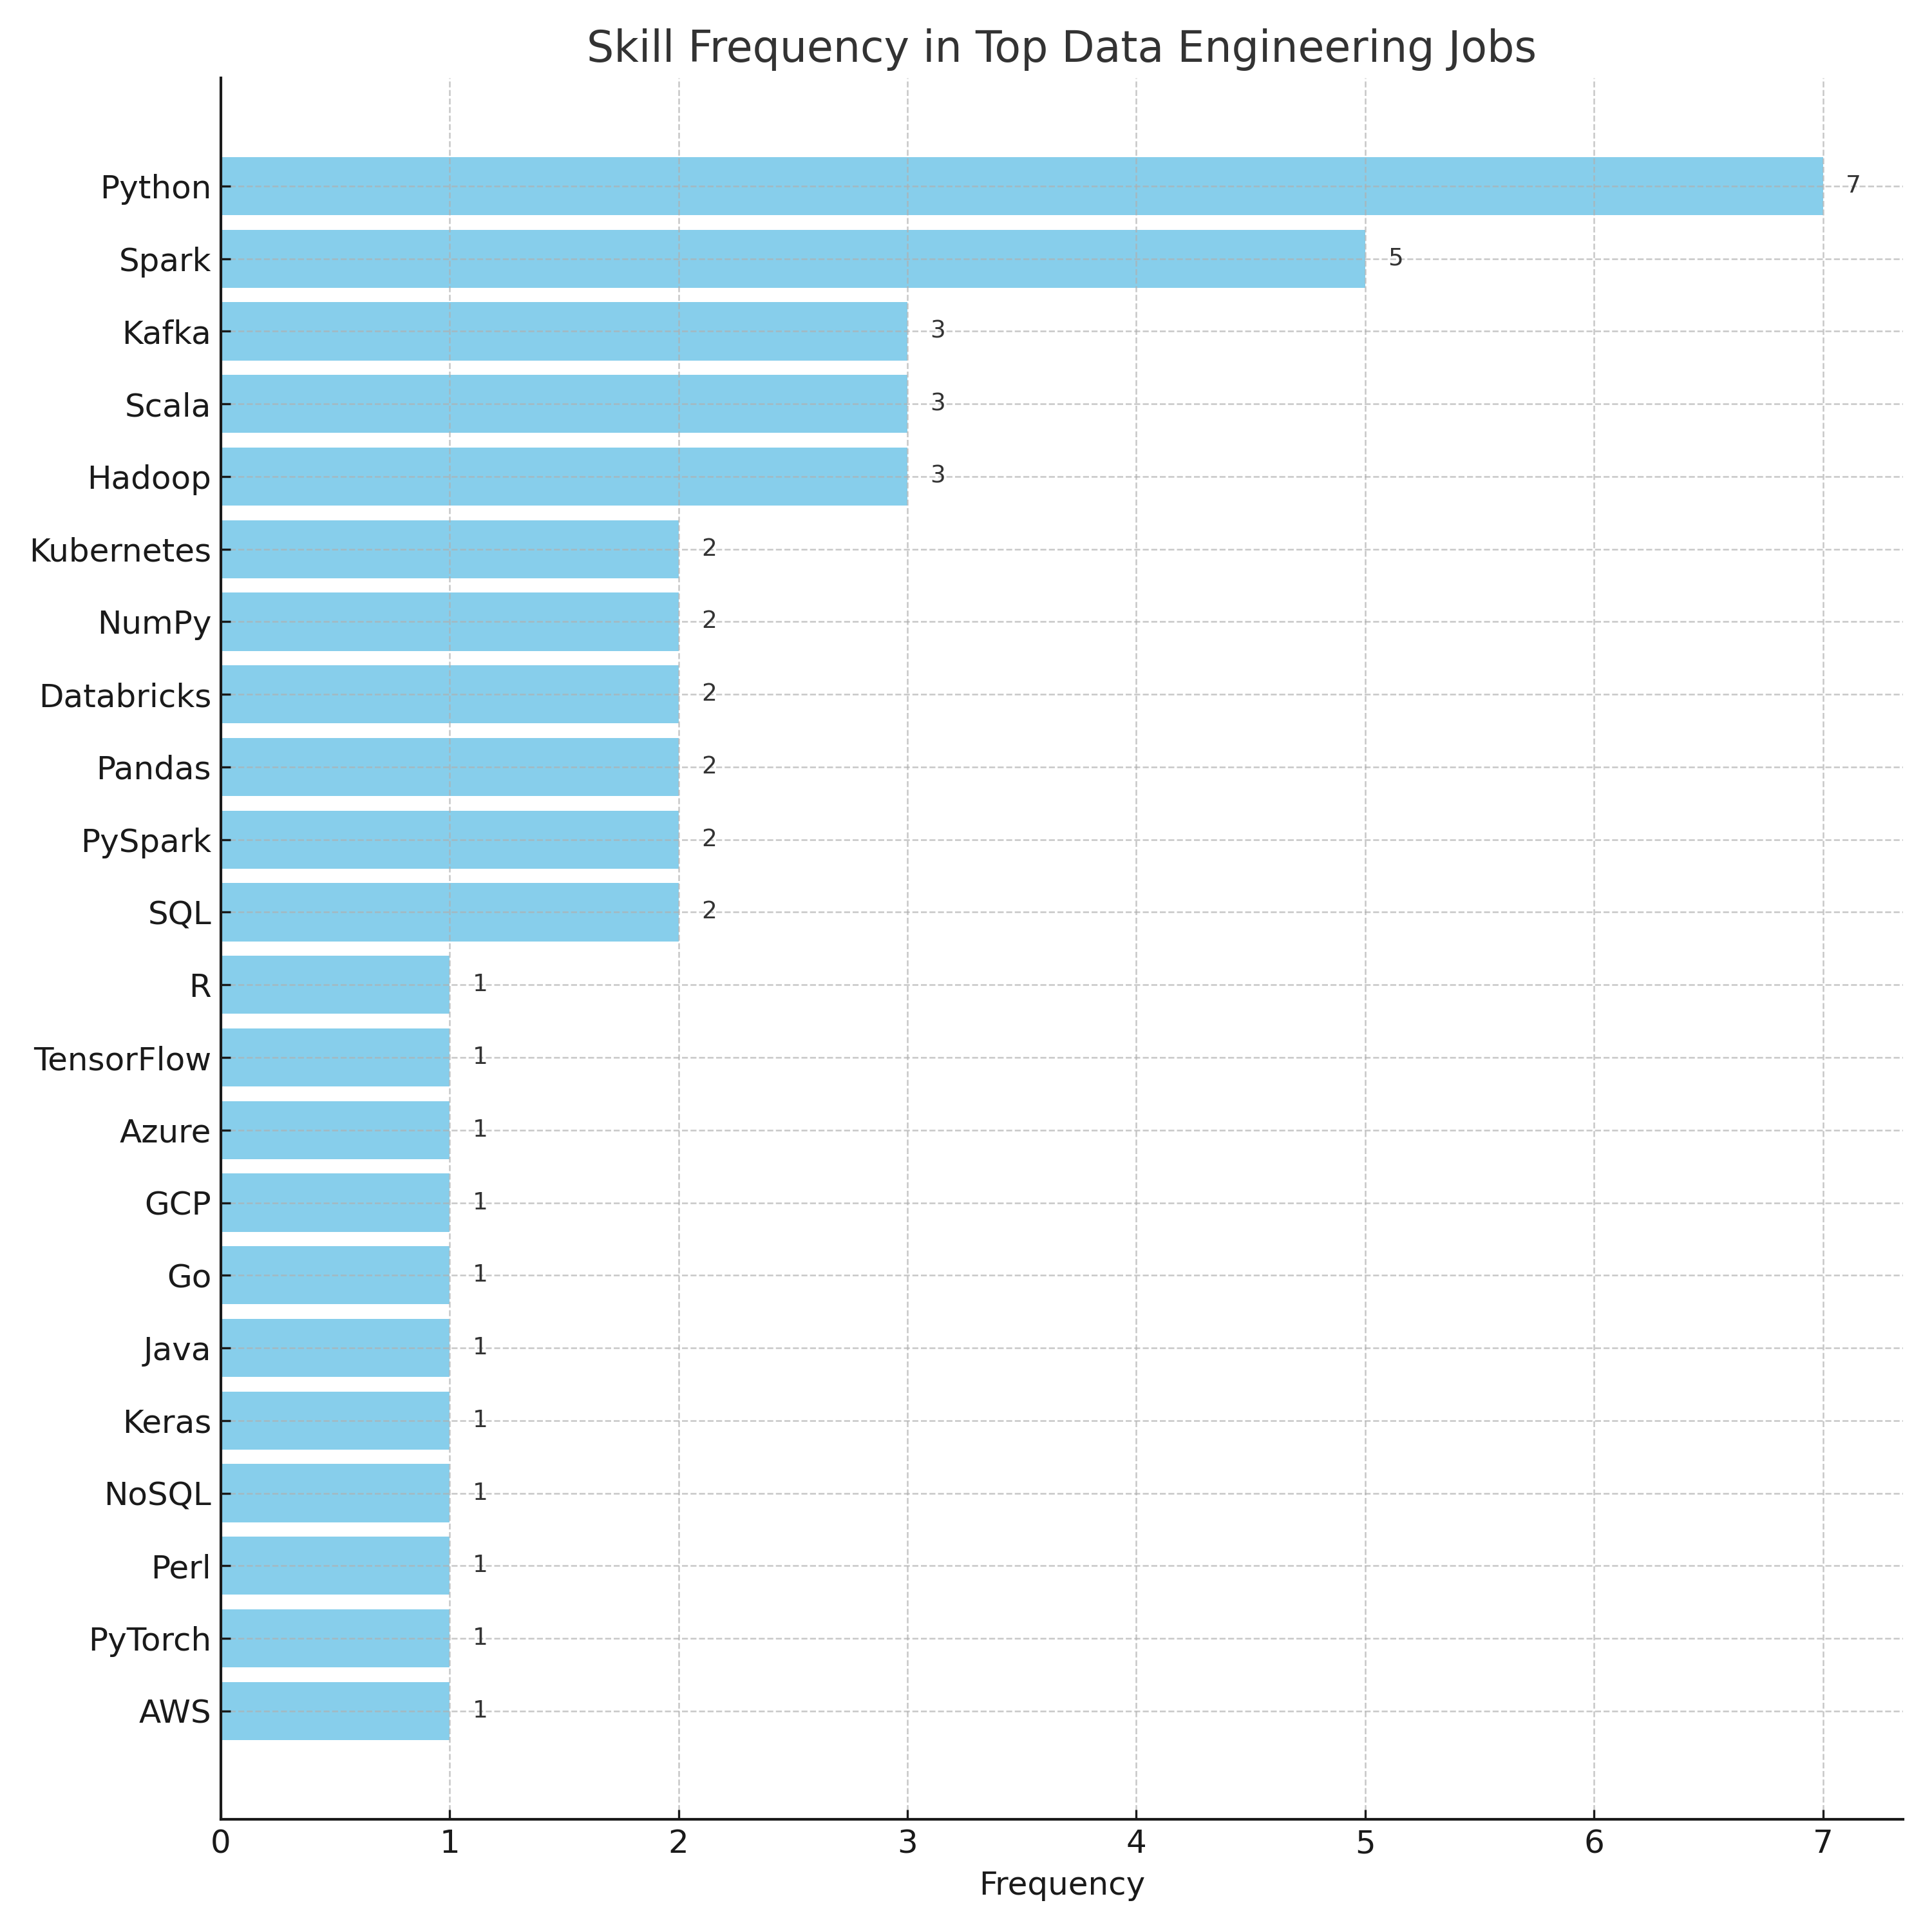 Skill Frequency in Top Data Engineering Jobs
Python 7
Spark 5
Kafka 3
Scala 3
Hadoop 3
Kubernetes 2
NumPy 2
Databricks 2
Pandas 2
PySpark 2
SQL 2
R 1
TensorFlow 1
Azure 1
GCP 1
Go 1
Java 1
Keras 1
NoSQL 1
Perl 1
PyTorch 1
AWS 1
0 1 2 3 4 5 6 7
Frequency